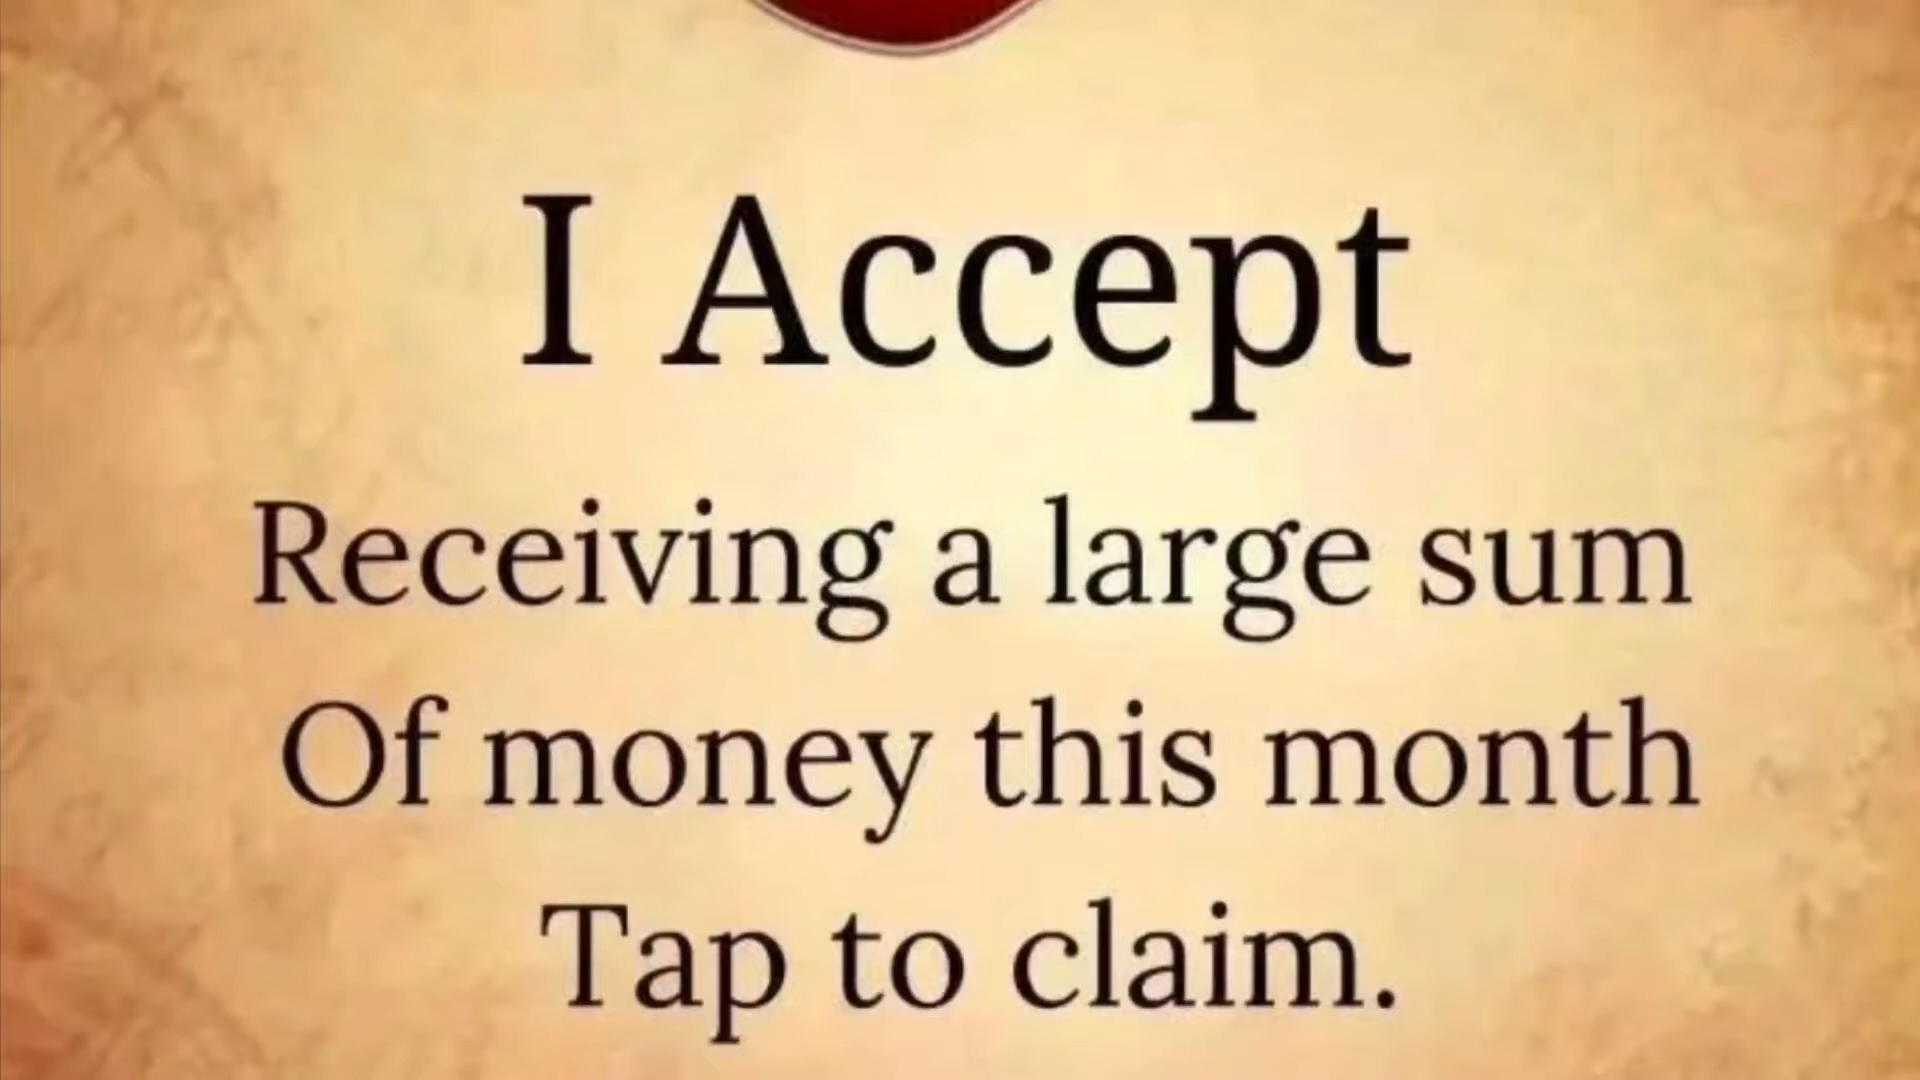 I Accept
Receiving a large sum
Of money this month
Tap to claim.